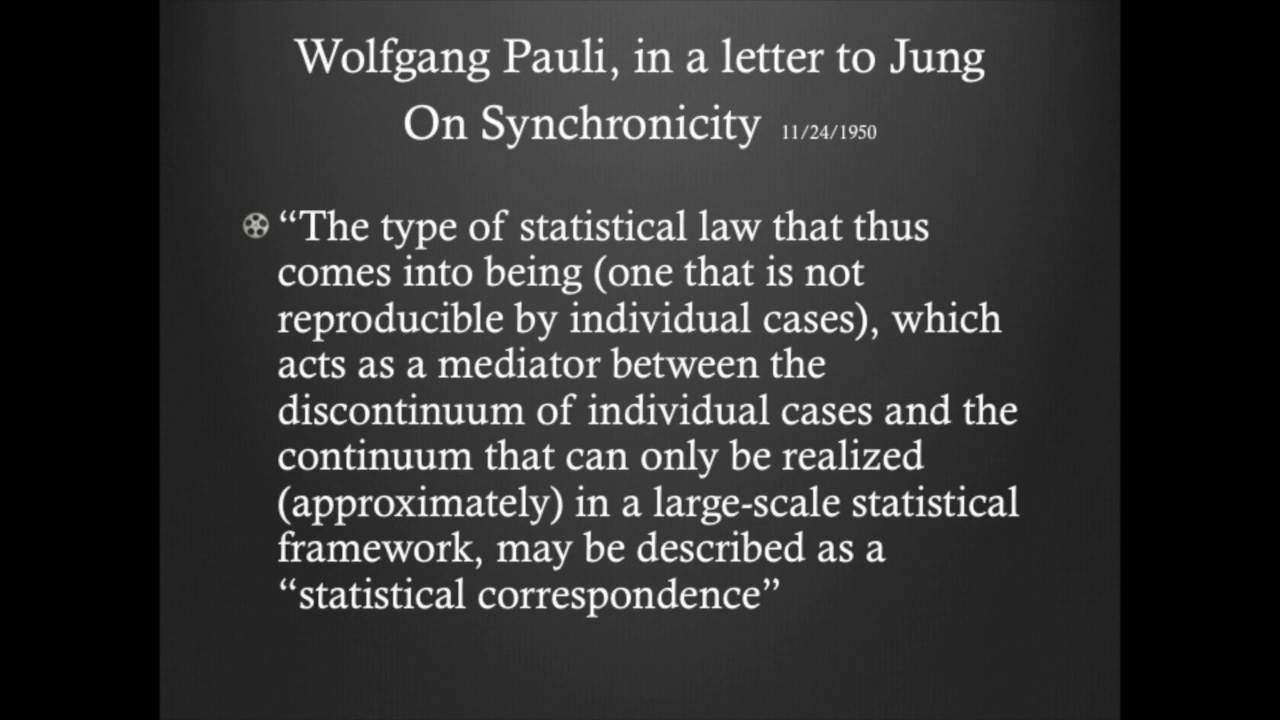 Wolfgang Pauli, in a letter to Jung
On Synchronicity 11/24/1950
“The type of statistical law that thus
comes into being (one that is not
reproducible by individual cases), which
acts as a mediator between the
discontinuum of individual cases and the
continuum that can only be realized
(approximately) in a large-scale statistical
framework, may be described as a
“statistical correspondence”